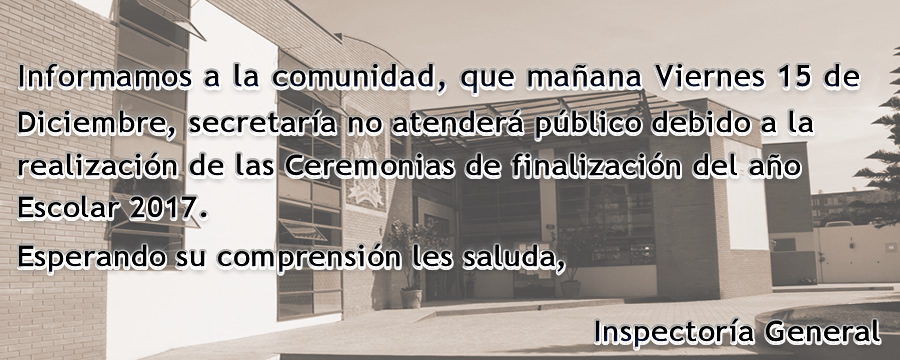 Informamos a la comunidad, que mañana Viernes 15 de
Diciembre, secretaría no atenderá público debido a la
realización de las Ceremonias de finalización del año
Escolar 2017.
Esperando su comprensión les saluda,
Inspectoría General